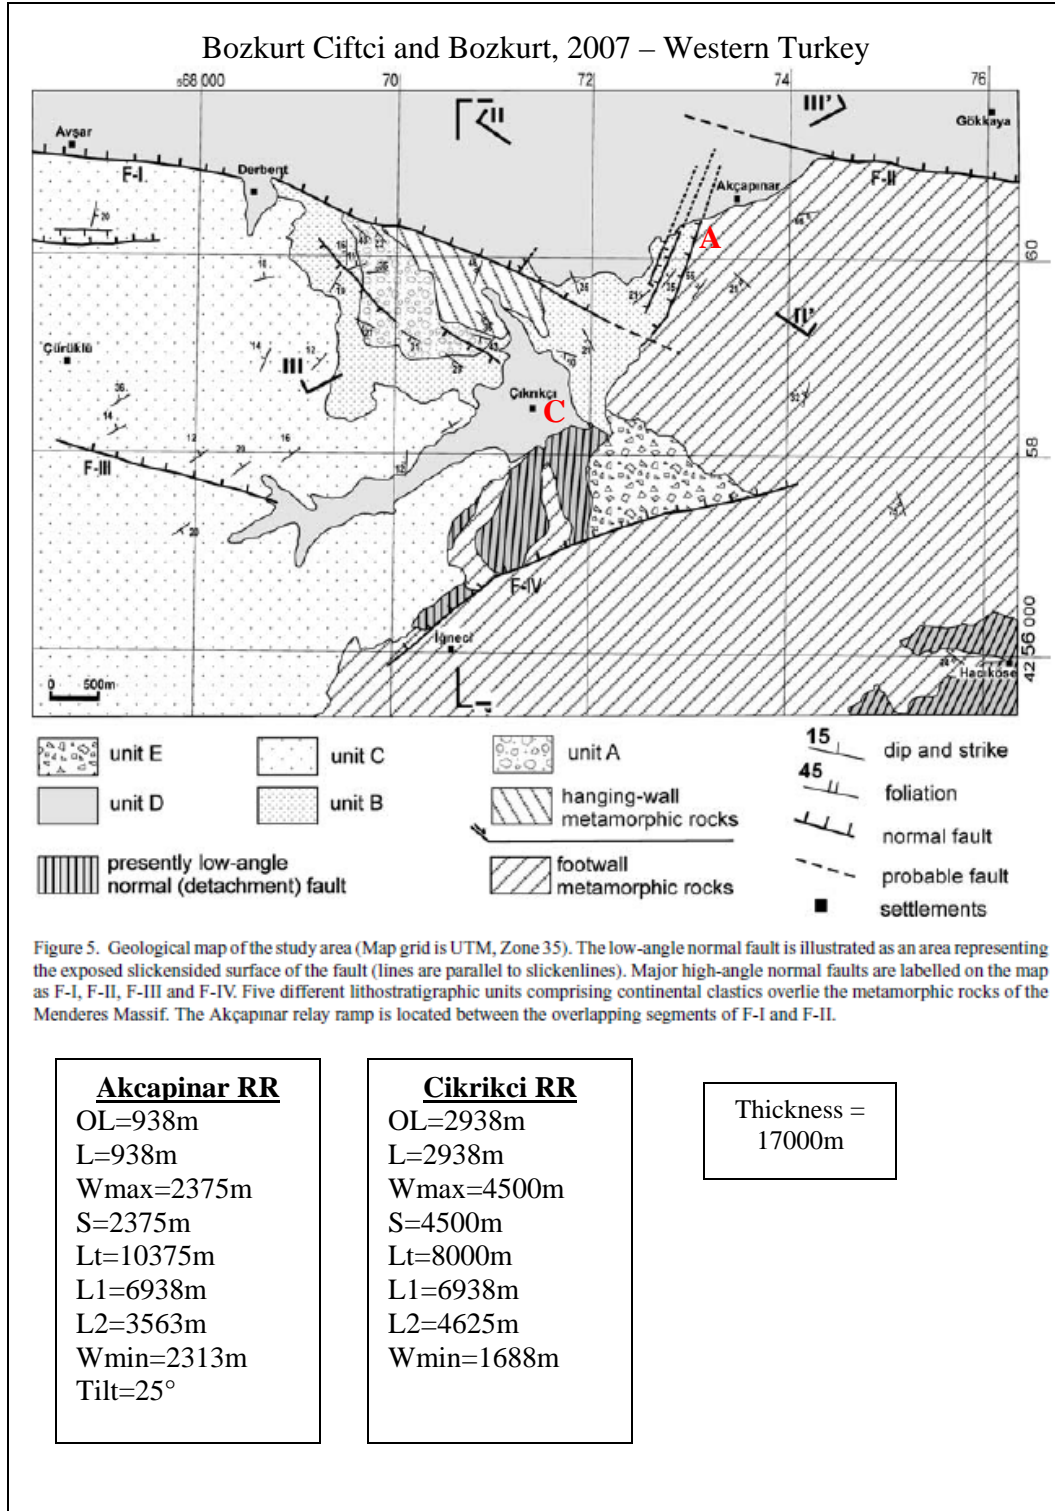 Bozkurt Ciftci and Bozkurt, 2007 – Western Turkey
568 000
70
72
74
76
Avşar
II
III'
Gökkaya
F-I
Derbent
F-II
Akçapınar
A
20
60
II'
Çürüklü
III
Çıkrıkçı
C
58
F-III
F-IV
İğneci
Hacıköse
42 56 000
0 500m
unit E
unit C
unit A
15
dip and strike
unit D
unit B
hanging-wall
metamorphic rocks
45
foliation
normal fault
presently low-angle
normal (detachment) fault
footwall
metamorphic rocks
probable fault
settlements
Figure 5. Geological map of the study area (Map grid is UTM, Zone 35). The low-angle normal fault is illustrated as an area representing
the exposed slickensided surface of the fault (lines are parallel to slickenlines). Major high-angle normal faults are labelled on the map
as F-I, F-II, F-III and F-IV. Five different lithostratigraphic units comprising continental clastics overlie the metamorphic rocks of the
Menderes Massif. The Akçapınar relay ramp is located between the overlapping segments of F-I and F-II.
Akcapinar RR
OL=938m
L=938m
Wmax=2375m
S=2375m
Lt=10375m
L1=6938m
L2=3563m
Wmin=2313m
Tilt=25°
Cikrikci RR
OL=2938m
L=2938m
Wmax=4500m
S=4500m
Lt=8000m
L1=6938m
L2=4625m
Wmin=1688m
Thickness =
17000m